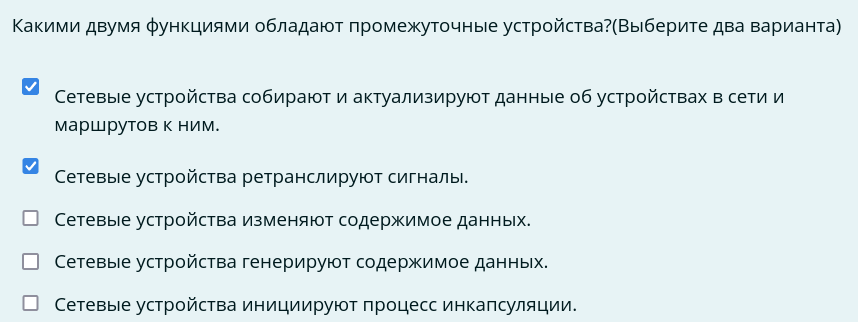 Какими двумя функциями обладают промежуточные устройства?(Выберите два варианта)
Сетевые устройства собирают и актуализируют данные об устройствах в сети и
маршрутов к ним.
Сетевые устройства ретранслируют сигналы.
Сетевые устройства изменяют содержимое данных.
Сетевые устройства генерируют содержимое данных.
Сетевые устройства инициируют процесс инкапсуляции.